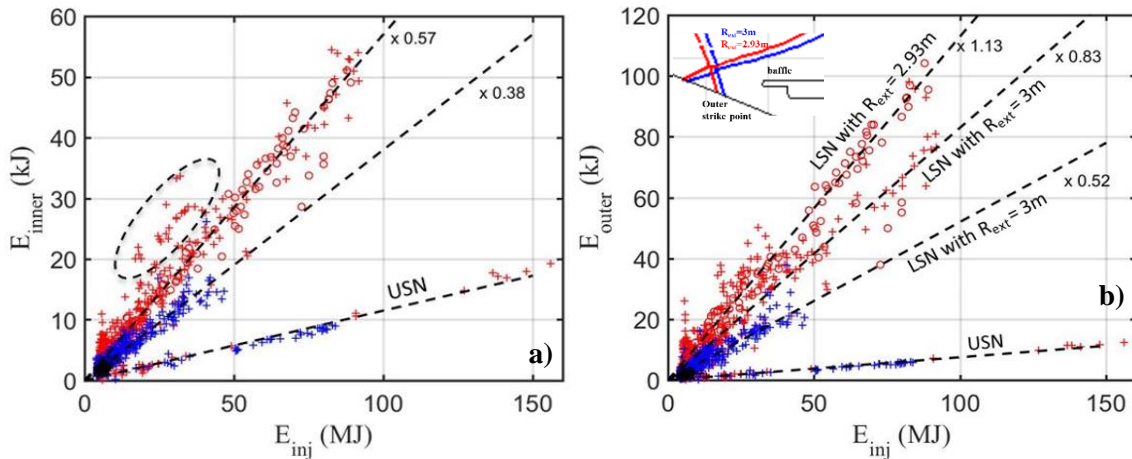 60
50
40
30
20
10
0
E_inner (kJ)
x 0.57
x 0.38
USN
a)
0
50
100
150
E_inj (MJ)
120
100
80
60
40
20
0
E_outer (kJ)
R_ext=3m
R_ext=2.93m
baffle
Outer
strike point
x 1.13
x 0.83
LSN with R_ext = 2.93m
LSN with R_ext = 3m
x 0.52
LSN with R_ext = 3m
USN
b)
0
50
100
150
E_inj (MJ)